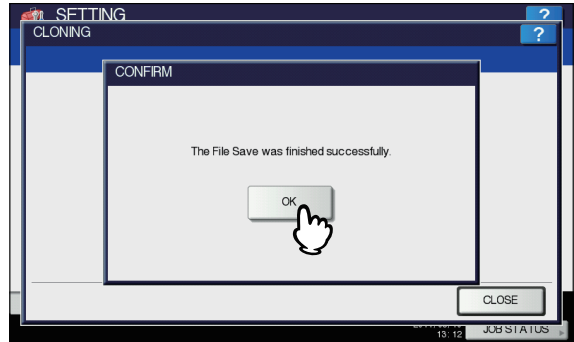 SETTING
?
CLONING
?
CONFIRM
The File Save was finished successfully.
OK
CLOSE
13: 12
JOB STATUS